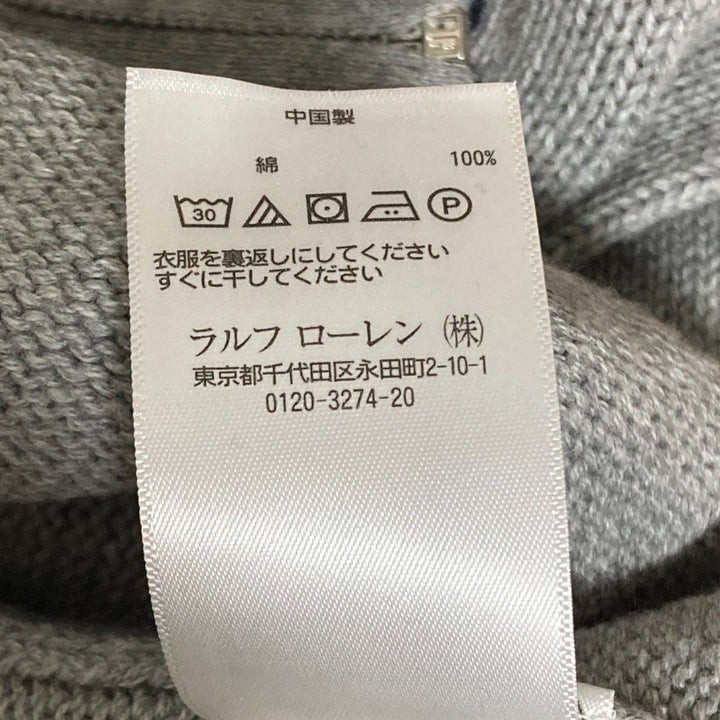 中国製
綿 100%
30 P
衣服を裏返しにしてください
すぐに干してください
ラルフ ローレン (株)
東京都千代田区永田町2-10-1
0120-3274-20